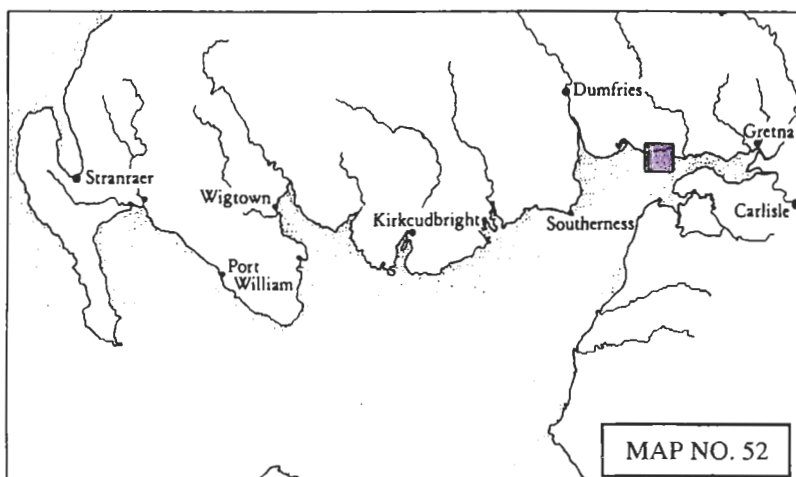 Dumfries
Gretna
Stranraer
Wigtown
Kirkcudbright
Southerness
Carlisle
Port
William
MAP NO. 52